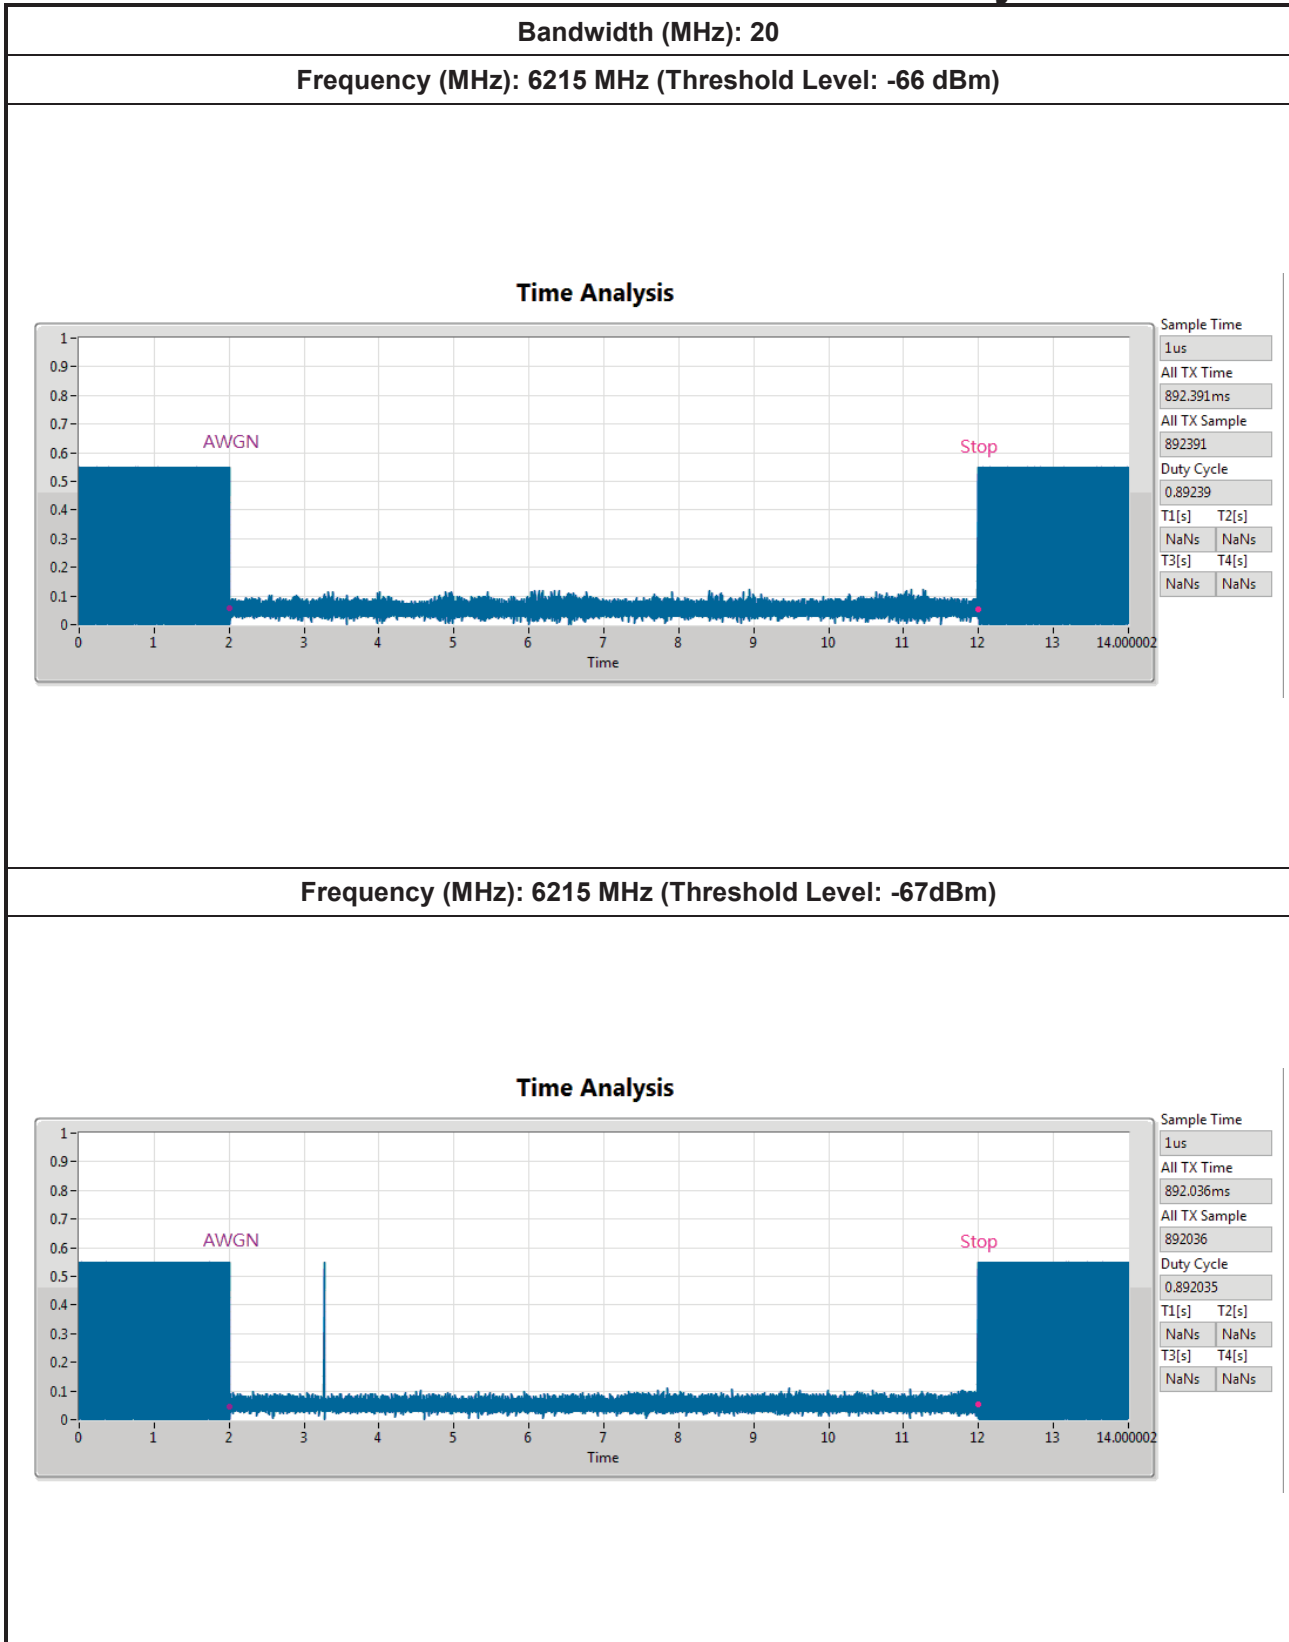 Bandwidth (MHz): 20
Frequency (MHz): 6215 MHz (Threshold Level: -66 dBm)
Time Analysis
1
0.9
0.8
0.7
0.6
0.5
0.4
0.3
0.2
0.1
0
AWGN
Stop
0 1 2 3 4 5 6 7 8 9 10 11 12 13 14.000002
Time
Sample Time
1us
All TX Time
892.391ms
All TX Sample
892391
Duty Cycle
0.89239
T1[s] T2[s]
NaNs NaNs
T3[s] T4[s]
NaNs NaNs
Frequency (MHz): 6215 MHz (Threshold Level: -67dBm)
Time Analysis
1
0.9
0.8
0.7
0.6
0.5
0.4
0.3
0.2
0.1
0
AWGN
Stop
0 1 2 3 4 5 6 7 8 9 10 11 12 13 14.000002
Time
Sample Time
1us
All TX Time
892.036ms
All TX Sample
892036
Duty Cycle
0.892035
T1[s] T2[s]
NaNs NaNs
T3[s] T4[s]
NaNs NaNs